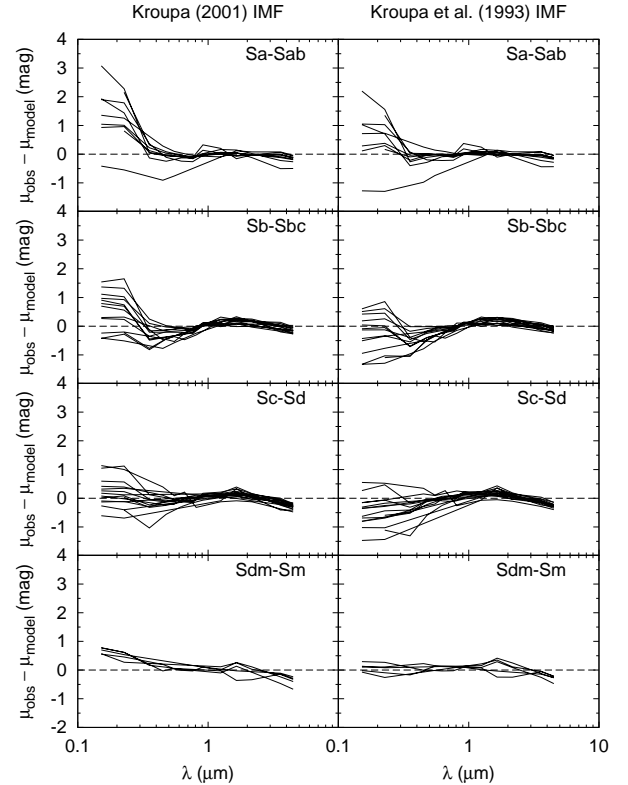 Kroupa (2001) IMF
Kroupa et al. (1993) IMF
μobs − μmodel (mag)
4
3
2
1
0
-1
Sa-Sab
Sa-Sab
μobs − μmodel (mag)
4
3
2
1
0
-1
Sb-Sbc
Sb-Sbc
μobs − μmodel (mag)
4
3
2
1
0
-1
Sc-Sd
Sc-Sd
μobs − μmodel (mag)
4
3
2
1
0
-1
-2
Sdm-Sm
Sdm-Sm
0.1 1 0.1 1 10
λ (μm)
λ (μm)